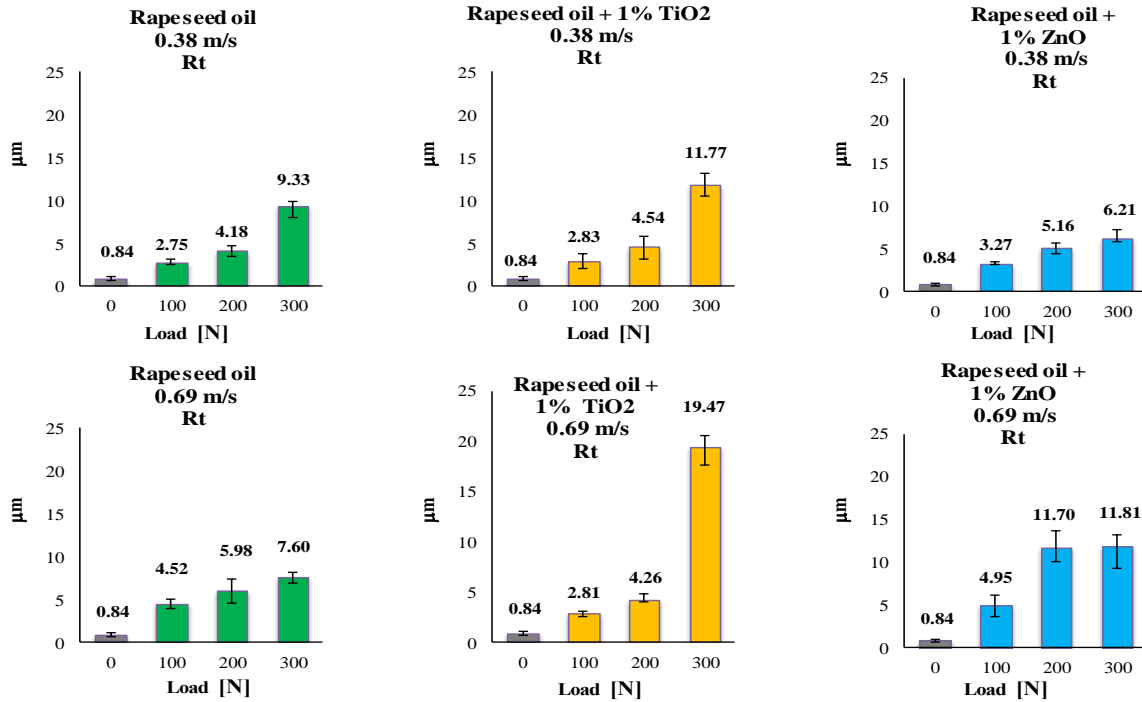 Rapeseed oil
0.38 m/s
Rt
25
20
15
10
5
0
µm
0.84
2.75
4.18
9.33
0 100 200 300
Load [N]
Rapeseed oil + 1% TiO2
0.38 m/s
Rt
25
20
15
10
5
0
µm
0.84
2.83
4.54
11.77
0 100 200 300
Load [N]
Rapeseed oil +
1% ZnO
0.38 m/s
Rt
25
20
15
10
5
0
µm
0.84
3.27
5.16
6.21
0 100 200 300
Load [N]
Rapeseed oil
0.69 m/s
Rt
25
20
15
10
5
0
µm
0.84
4.52
5.98
7.60
0 100 200 300
Load [N]
Rapeseed oil +
1% TiO2
0.69 m/s
Rt
25
20
15
10
5
0
µm
0.84
2.81
4.26
19.47
0 100 200 300
Load [N]
Rapeseed oil +
1% ZnO
0.69 m/s
Rt
25
20
15
10
5
0
µm
0.84
4.95
11.70
11.81
0 100 200 300
Load [N]